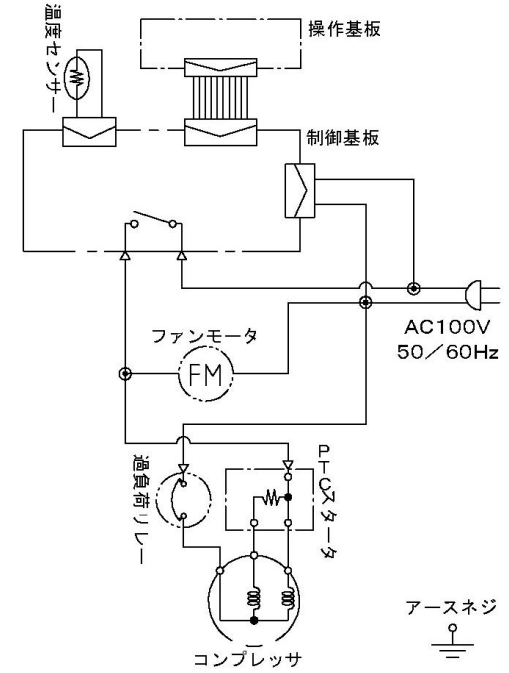 温度センサー
操作基板
制御基板
AC100V
50／60Hz
ファンモータ
FM
過負荷リレー
PTCスタータ
アースネジ
コンプレッサ